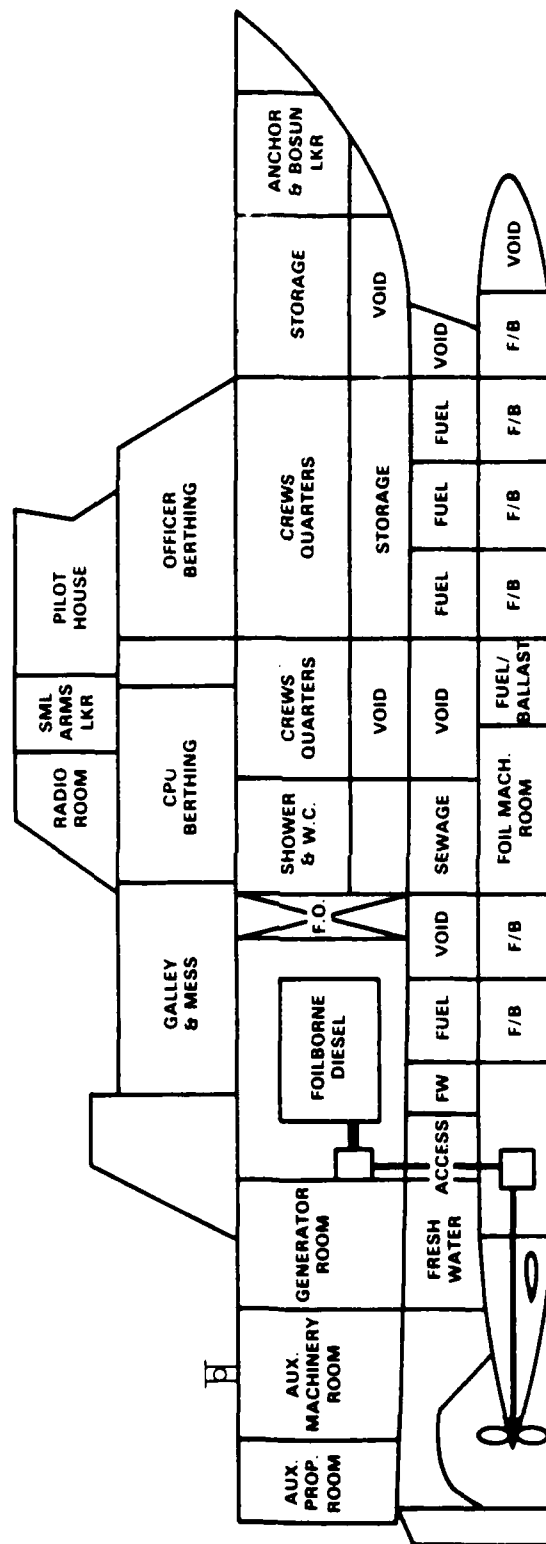 PILOT
HOUSE
SML
ARMS
LKR
RADIO
ROOM
OFFICER
BERTHING
CPU
BERTHING
GALLEY
& MESS
ANCHOR
& BOSUN
LKR
STORAGE
CREWS
QUARTERS
CREWS
QUARTERS
SHOWER
& W.C.
F.O.
FOILBORNE
DIESEL
GENERATOR
ROOM
AUX.
MACHINERY
ROOM
AUX.
PROP.
ROOM
VOID
STORAGE
VOID
VOID
FUEL
FUEL
FUEL
VOID
SEWAGE
VOID
FUEL
FW
ACCESS
FRESH
WATER
VOID
F/B
F/B
F/B
F/B
FUEL/
BALLAST
FOIL MACH.
ROOM
F/B
F/B